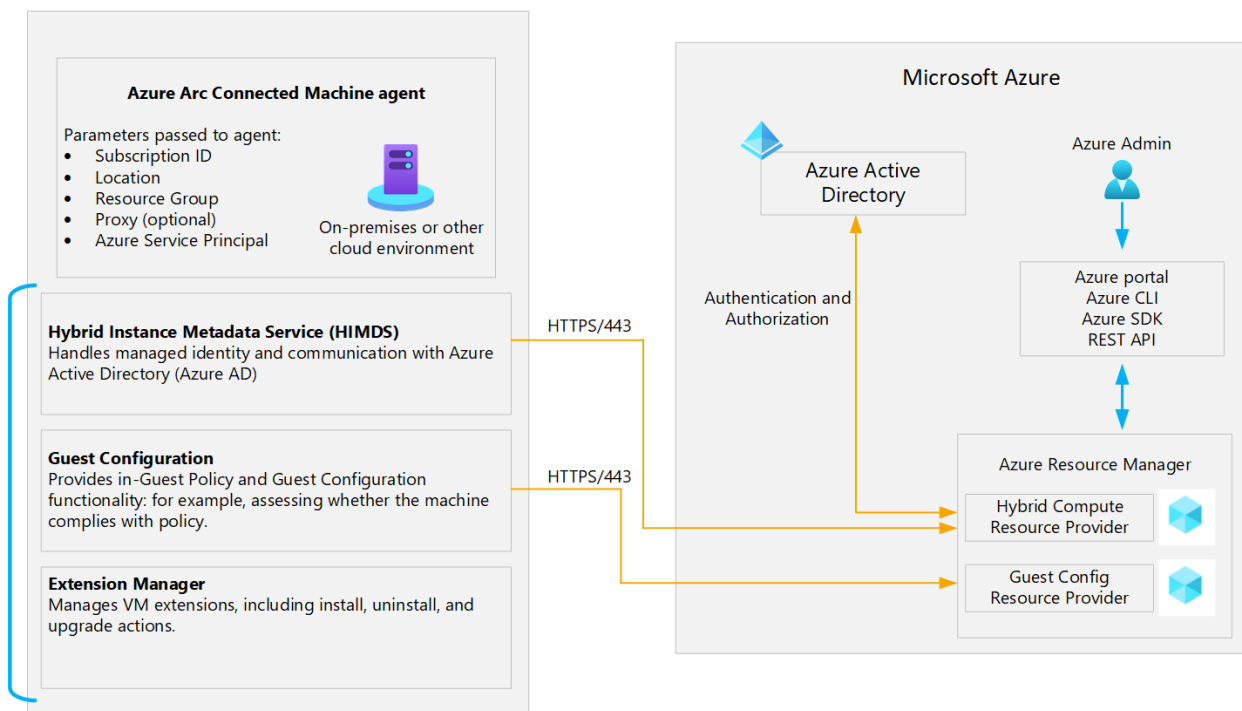 Azure Arc Connected Machine agent
Parameters passed to agent:
• Subscription ID
• Location
• Resource Group
• Proxy (optional)
• Azure Service Principal
On-premises or other
cloud environment
Hybrid Instance Metadata Service (HIMDS)
Handles managed identity and communication with Azure
Active Directory (Azure AD)
Guest Configuration
Provides in-Guest Policy and Guest Configuration
functionality: for example, assessing whether the machine
complies with policy.
Extension Manager
Manages VM extensions, including install, uninstall, and
upgrade actions.
HTTPS/443
HTTPS/443
Microsoft Azure
Azure Active
Directory
Authentication and
Authorization
Azure Admin
Azure portal
Azure CLI
Azure SDK
REST API
Azure Resource Manager
Hybrid Compute
Resource Provider
Guest Config
Resource Provider